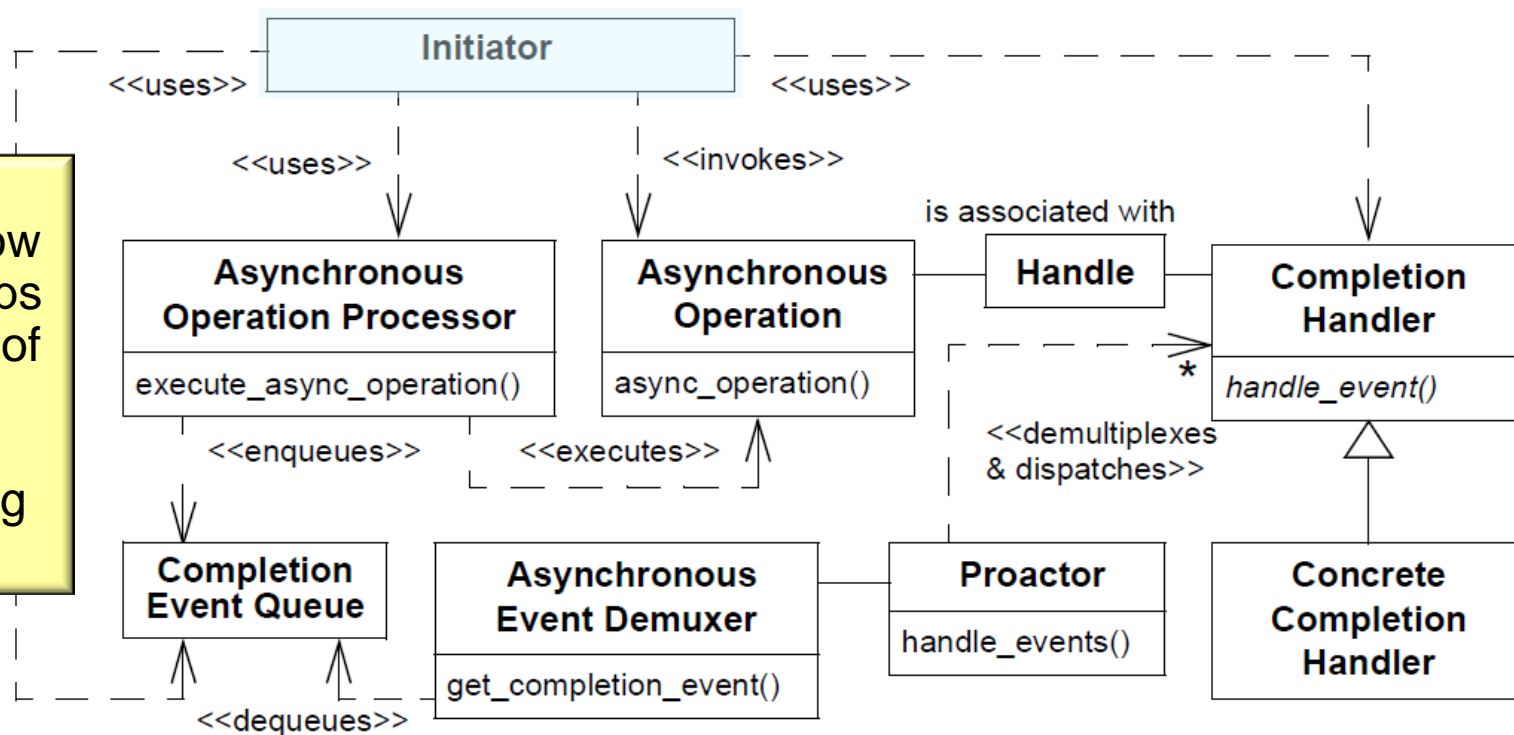 Initiator
<<uses>>
<<uses>>
<<uses>>
<<invokes>>
is associated with
Asynchronous
Operation Processor
execute_async_operation()
Asynchronous
Operation
async_operation()
Handle
Completion
Handler
handle_event()
*
<<enqueues>>
<<executes>>
<<demultiplexes
& dispatches>>
of
Completion
Event Queue
Asynchronous
Event Demuxer
get_completion_event()
Proactor
handle_events()
Concrete
Completion
Handler
<<dequeues>>